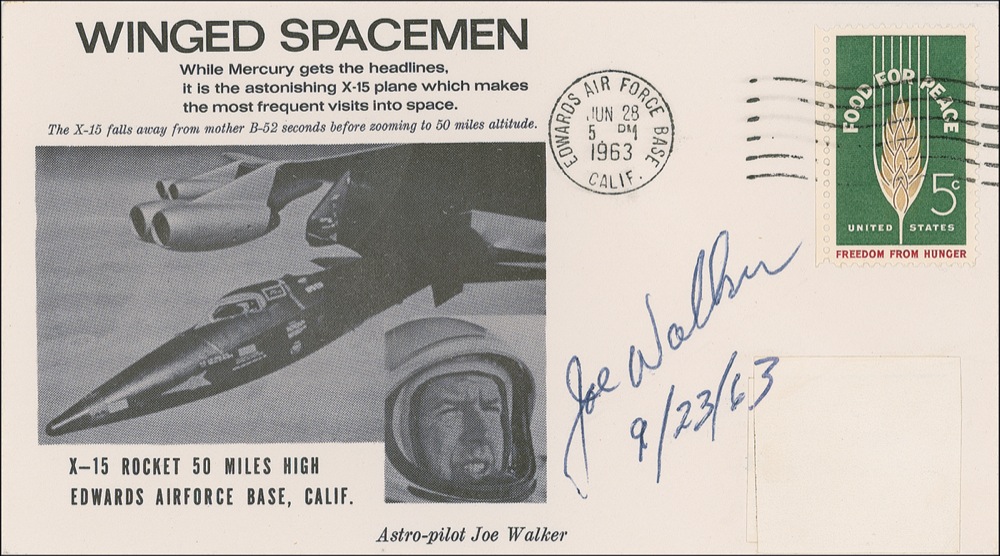 WINGED SPACEMEN
While Mercury gets the headlines,
it is the astonishing X-15 plane which makes
the most frequent visits into space.
The X-15 falls away from mother B-52 seconds before zooming to 50 miles altitude.
EDWARDS AIR FORCE BASE
JUN 28
5 PM
1963
CALIF.
FOOD FOR PEACE
5c
UNITED STATES
FREEDOM FROM HUNGER
Joe Walker
9/23/63
X-15 ROCKET 50 MILES HIGH
EDWARDS AIRFORCE BASE, CALIF.
Astro-pilot Joe Walker